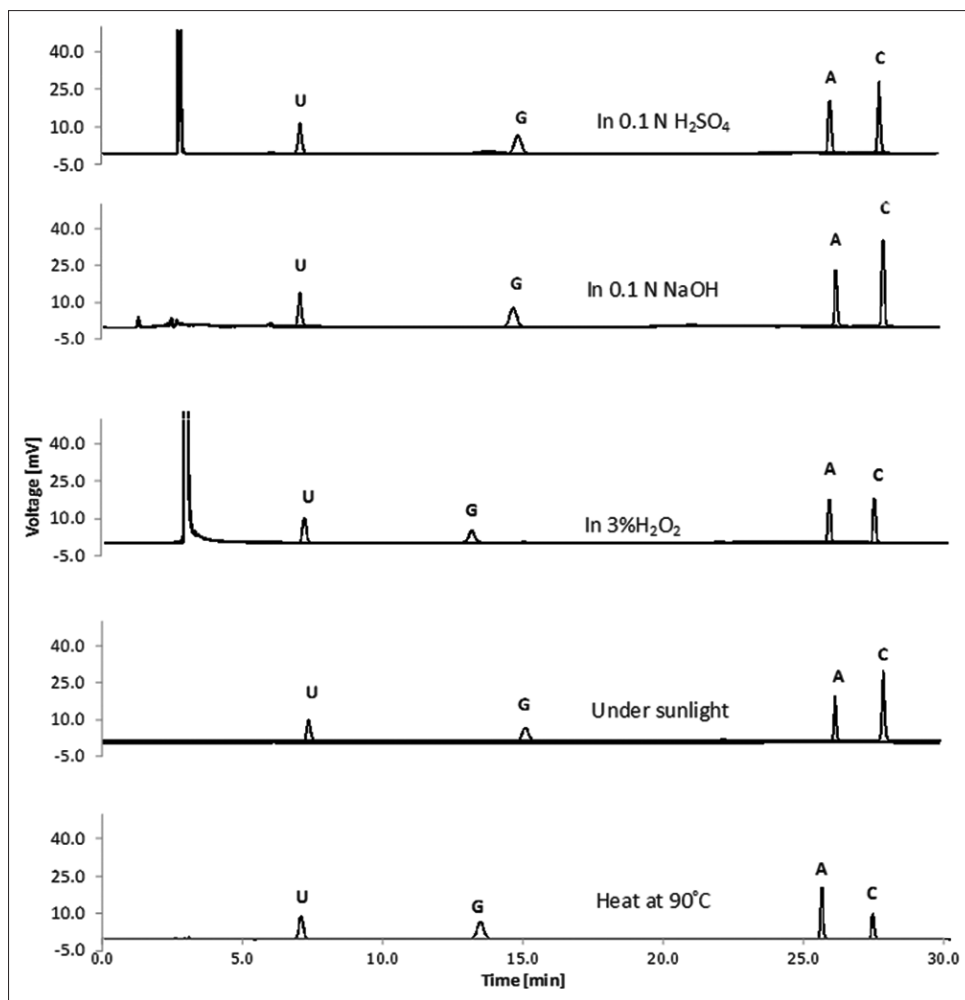 40.0
25.0
10.0
-5.0
U
G
A
C
In 0.1 N H₂SO₄
40.0
25.0
10.0
-5.0
U
G
A
C
In 0.1 N NaOH
Voltage [mV]
40.0
25.0
10.0
-5.0
U
G
A
C
In 3%H₂O₂
40.0
25.0
10.0
-5.0
U
G
A
C
Under sunlight
40.0
25.0
10.0
-5.0
U
G
A
C
Heat at 90˚C
0.0 5.0 10.0 15.0 20.0 25.0 30.0
Time [min]